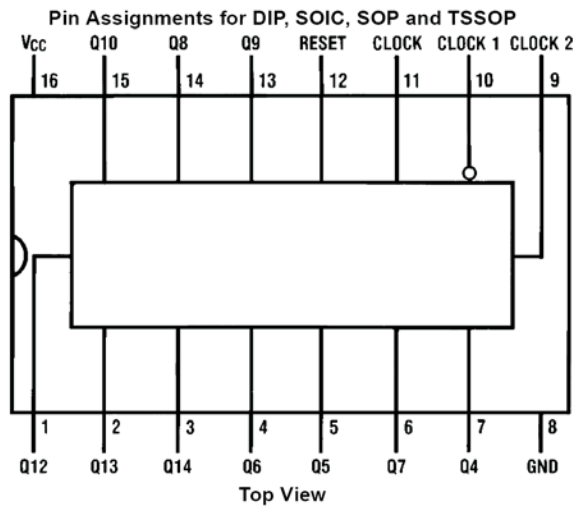 Pin Assignments for DIP, SOIC, SOP and TSSOP
VCC Q10 Q8 Q9 RESET CLOCK CLOCK 1 CLOCK 2
16 15 14 13 12 11 10 9
1 2 3 4 5 6 7 8
Q12 Q13 Q14 Q6 Q5 Q7 Q4 GND
Top View